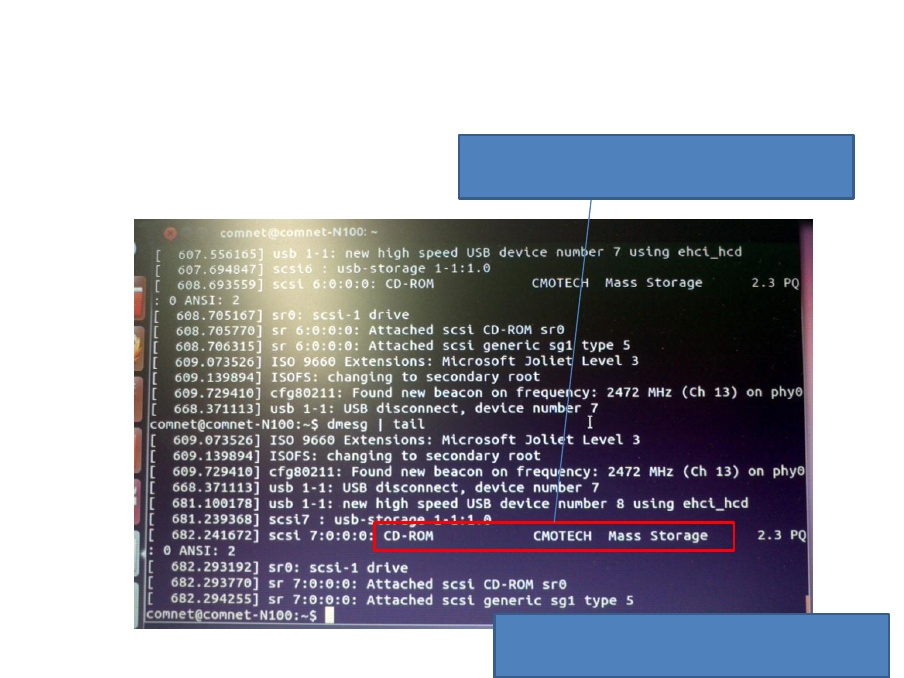 comnet@comnet-N100: ~
[ 607.556165] usb 1-1: new high speed USB device number 7 using ehci_hcd
[ 607.694847] scsi6 : usb-storage 1-1:1.0
[ 608.693559] scsi 6:0:0:0: CD-ROM CMOTECH Mass Storage 2.3 PQ
: 0 ANSI: 2
[ 608.705167] sr0: scsi-1 drive
[ 608.705770] sr 6:0:0:0: Attached scsi CD-ROM sr0
[ 608.706315] sr 6:0:0:0: Attached scsi generic sg1 type 5
[ 609.073526] ISO 9660 Extensions: Microsoft Joliet Level 3
[ 609.139894] ISOFS: changing to secondary root
[ 609.729410] cfg80211: Found new beacon on frequency: 2472 MHz (Ch 13) on phy0
[ 668.371113] usb 1-1: USB disconnect, device number 7
comnet@comnet-N100:~$ dmesg | tail
[ 609.073526] ISO 9660 Extensions: Microsoft Joliet Level 3
[ 609.139894] ISOFS: changing to secondary root
[ 609.729410] cfg80211: Found new beacon on frequency: 2472 MHz (Ch 13) on phy0
[ 668.371113] usb 1-1: USB disconnect, device number 7
[ 681.100178] usb 1-1: new high speed USB device number 8 using ehci_hcd
[ 681.239368] scsi7 : usb-storage 1-1:1.0
[ 682.241672] scsi 7:0:0:0: CD-ROM CMOTECH Mass Storage 2.3 PQ
: 0 ANSI: 2
[ 682.293192] sr0: scsi-1 drive
[ 682.293770] sr 7:0:0:0: Attached scsi CD-ROM sr0
[ 682.294255] sr 7:0:0:0: Attached scsi generic sg1 type 5
comnet@comnet-N100:~$